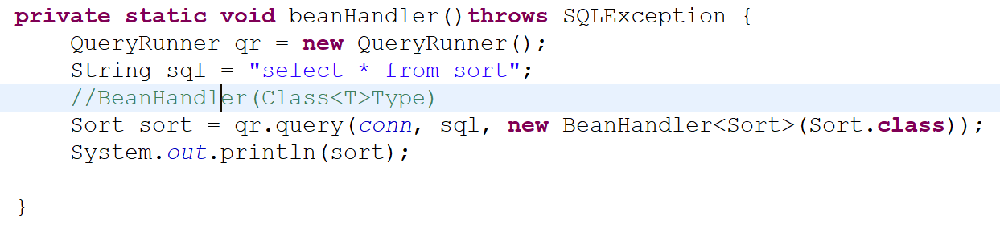 private static void beanHandler()throws SQLException {
QueryRunner qr = new QueryRunner();
String sql = "select * from sort";
//BeanHandler(Class<T>Type)
Sort sort = qr.query(conn, sql, new BeanHandler<Sort>(Sort.class));
System.out.println(sort);
}